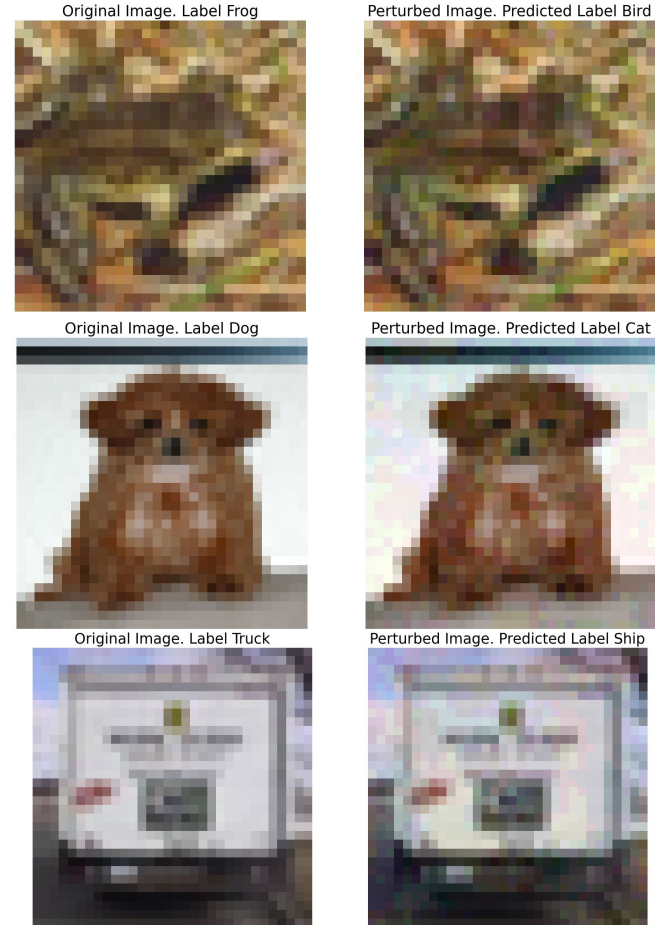 Original Image. Label Frog
Perturbed Image. Predicted Label Bird
Original Image. Label Dog
Perturbed Image. Predicted Label Cat
Original Image. Label Truck
Perturbed Image. Predicted Label Ship